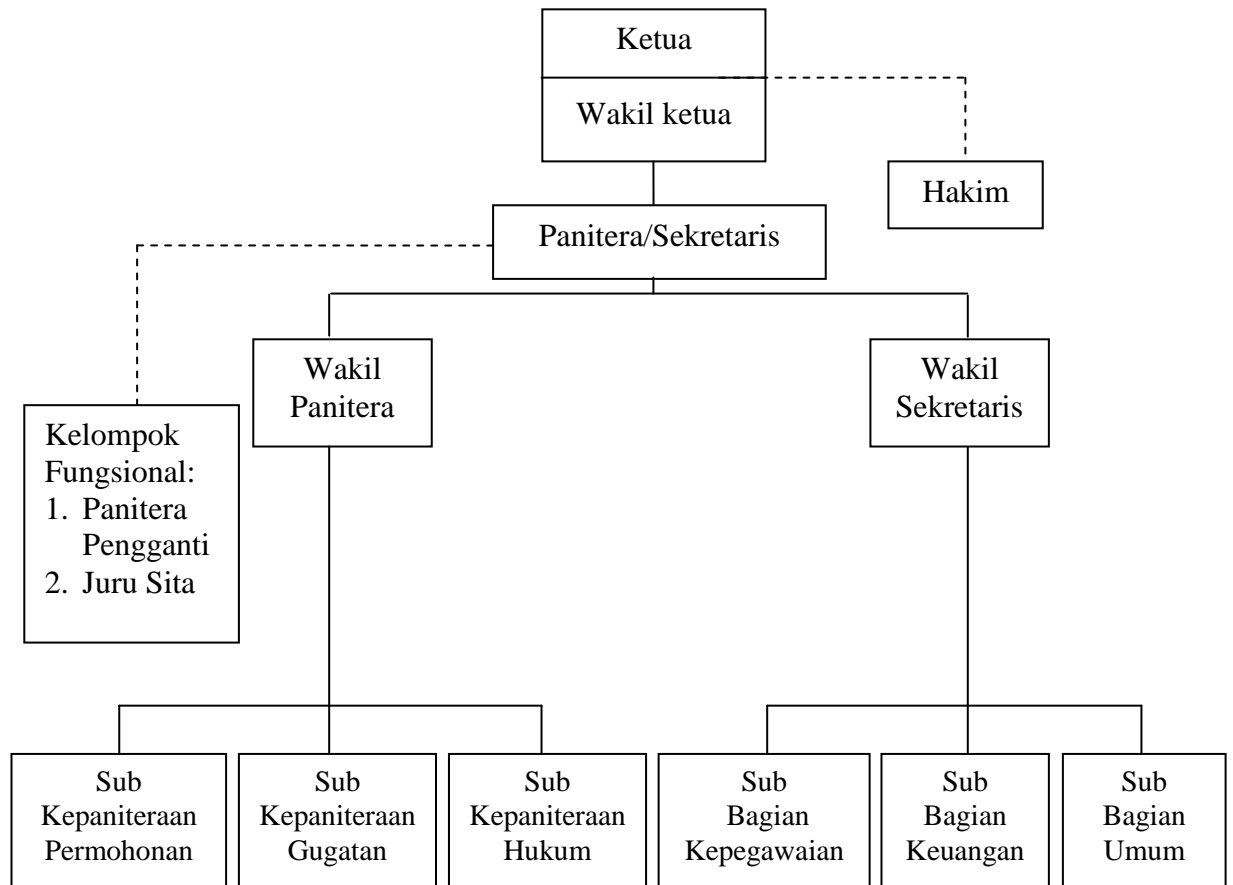 Ketua
Wakil ketua
Hakim
Panitera/Sekretaris
Wakil
Panitera
Wakil
Sekretaris
Kelompok
Fungsional:
1. Panitera
Pengganti
2. Juru Sita
Sub
Kepaniteraan
Permohonan
Sub
Kepaniteraan
Gugatan
Sub
Kepaniteraan
Hukum
Sub
Bagian
Kepegawaian
Sub
Bagian
Keuangan
Sub
Bagian
Umum